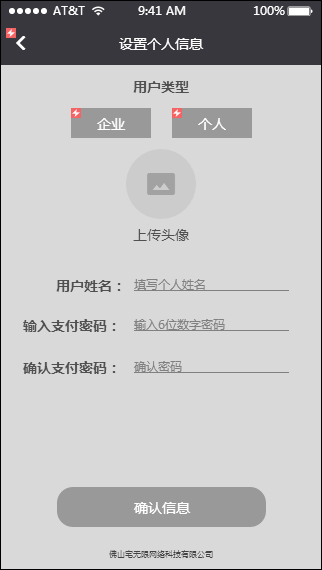 AT&T 9:41 AM 100%
设置个人信息
用户类型
企业 个人
上传头像
用户姓名： 填写个人姓名
输入支付密码： 输入6位数字密码
确认支付密码： 确认密码
确认信息
佛山宅无限网络科技有限公司